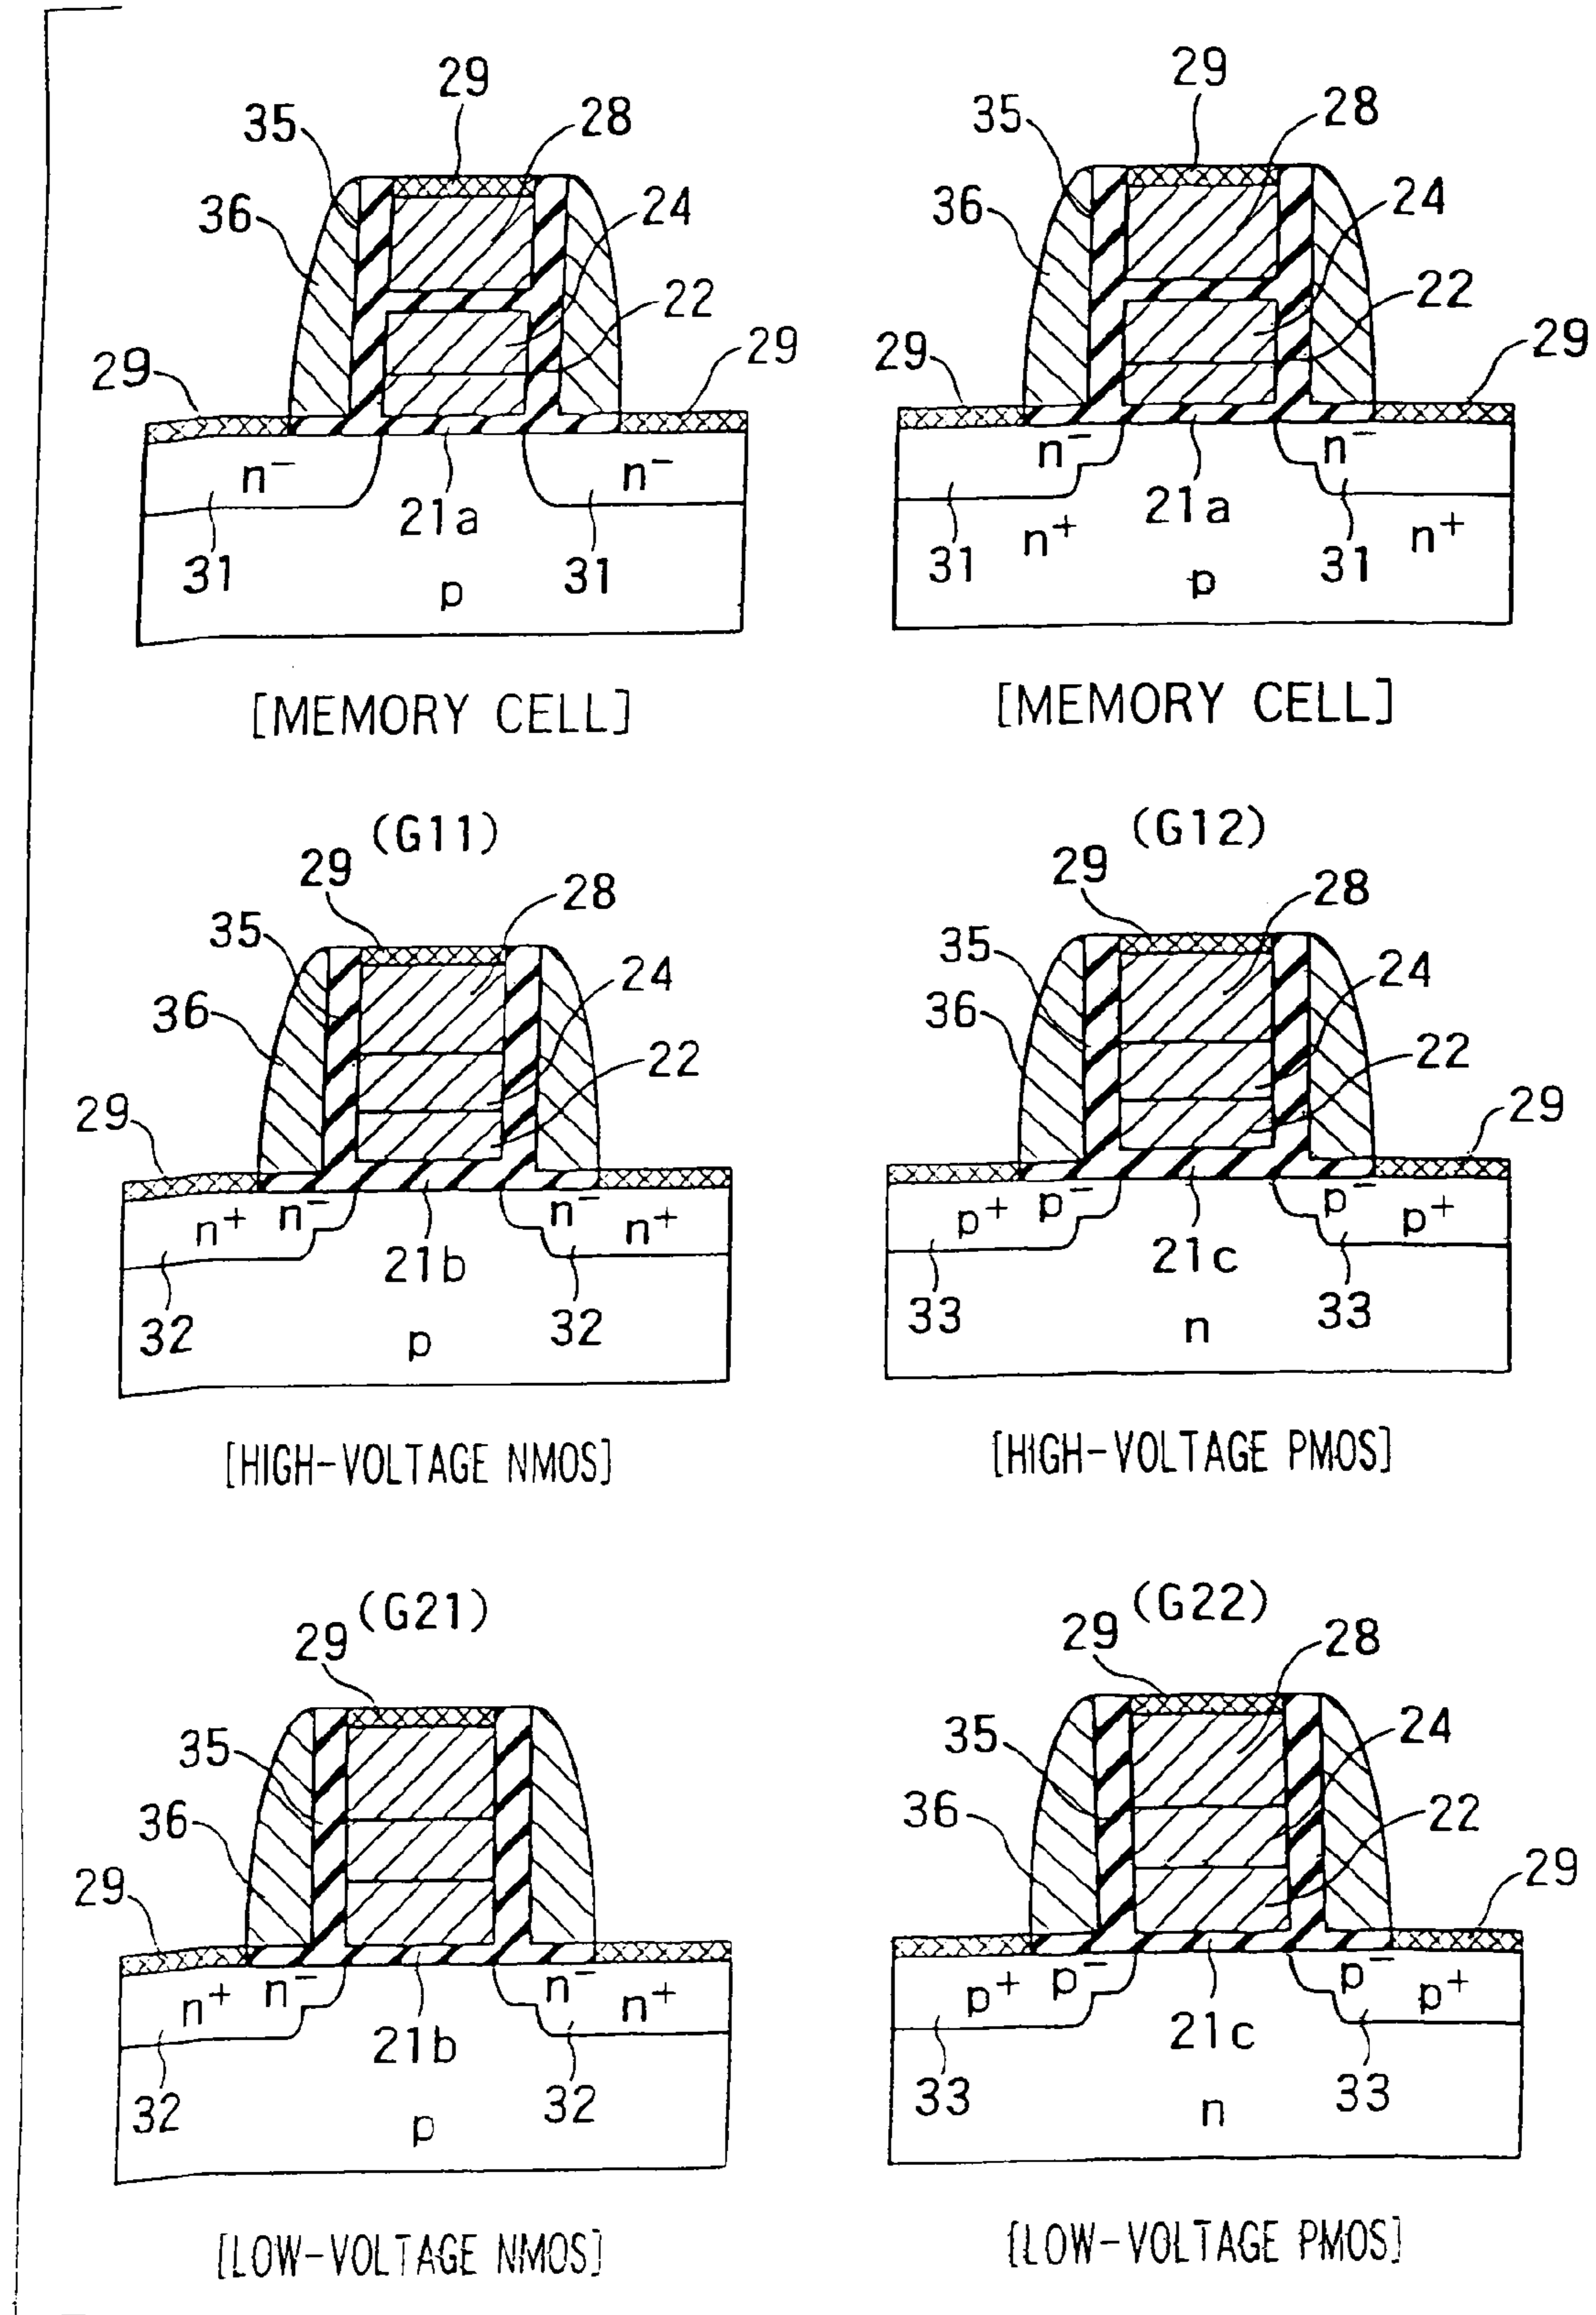 29 29
35 28 35 28
36 24 36 24
22 22
29 29 29 29
n⁻ n⁻ n⁻ n⁻
21a 21a
31 31 31 n⁺ 31 n⁺
p p
[MEMORY CELL] [MEMORY CELL]
(G11) (G12)
29 28 29 28
35 24 35 24
36 22 36 22
29 29
n⁺ n⁻ n⁻ n⁺ p⁺ p⁻ p⁻ p⁺
21b 21c
32 32 33 33
p n
[HIGH-VOLTAGE NMOS] [HIGH-VOLTAGE PMOS]
(G21) (G22)
29 29 28
35 35 24
36 36 22
29 29
n⁺ n⁻ n⁻ n⁺ p⁺ p⁻ p⁻ p⁺
21b 21c
32 32 33 33
p n
[LOW-VOLTAGE NMOS] [LOW-VOLTAGE PMOS]